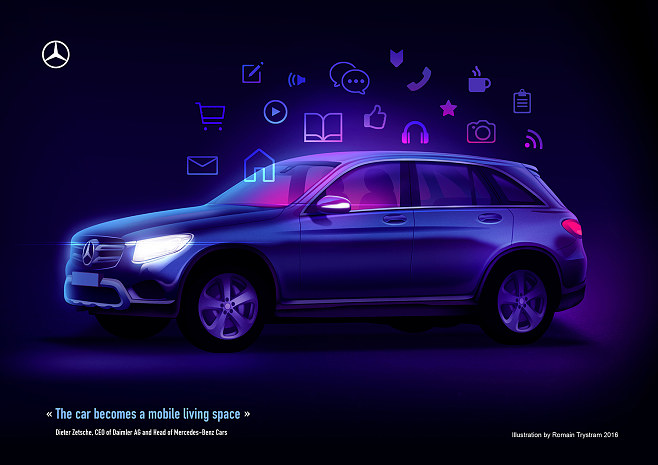 « The car becomes a mobile living space »
Dieter Zetsche, CEO of Daimler AG and Head of Mercedes-Benz Cars
Illustration by Romain Trystram 2016